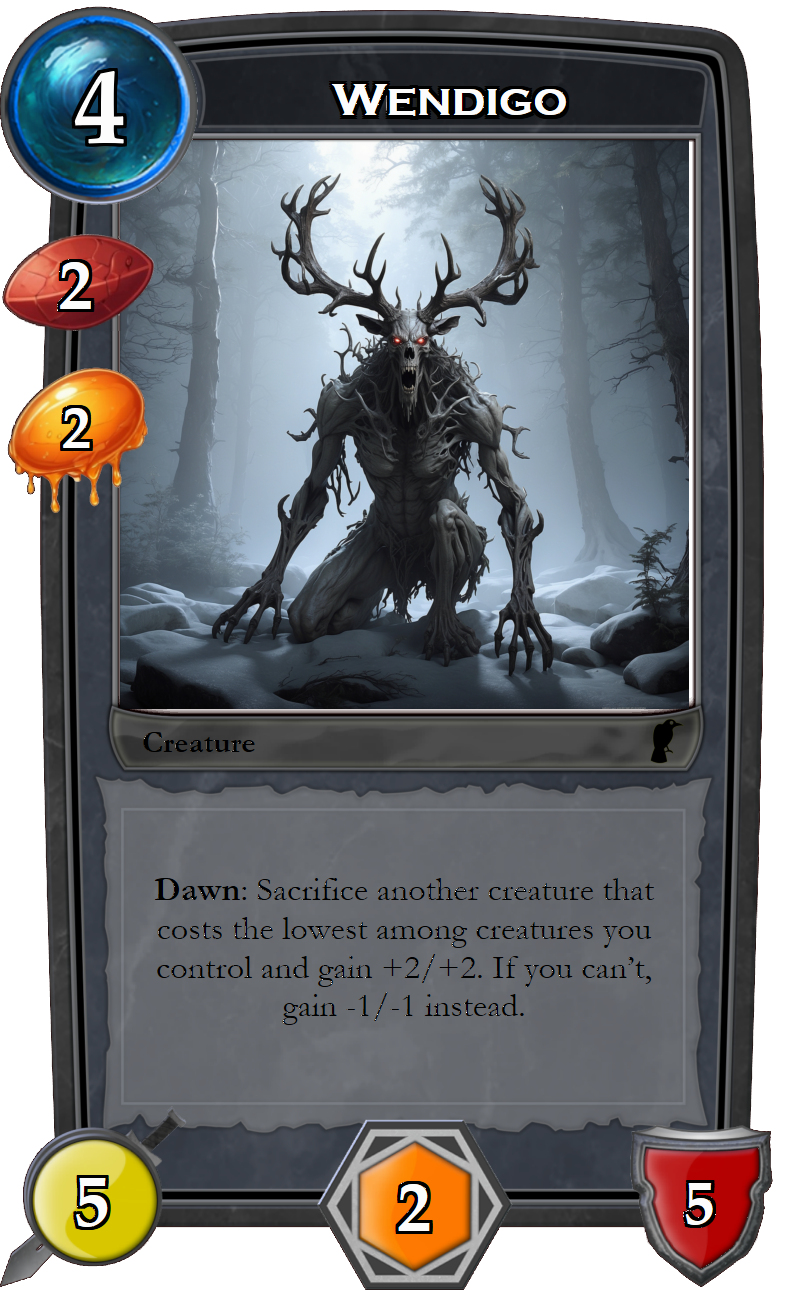 4
Wendigo
2
2
Creature
Dawn: Sacrifice another creature that
costs the lowest among creatures you
control and gain +2/+2. If you can't,
gain -1/-1 instead.
5
2
5